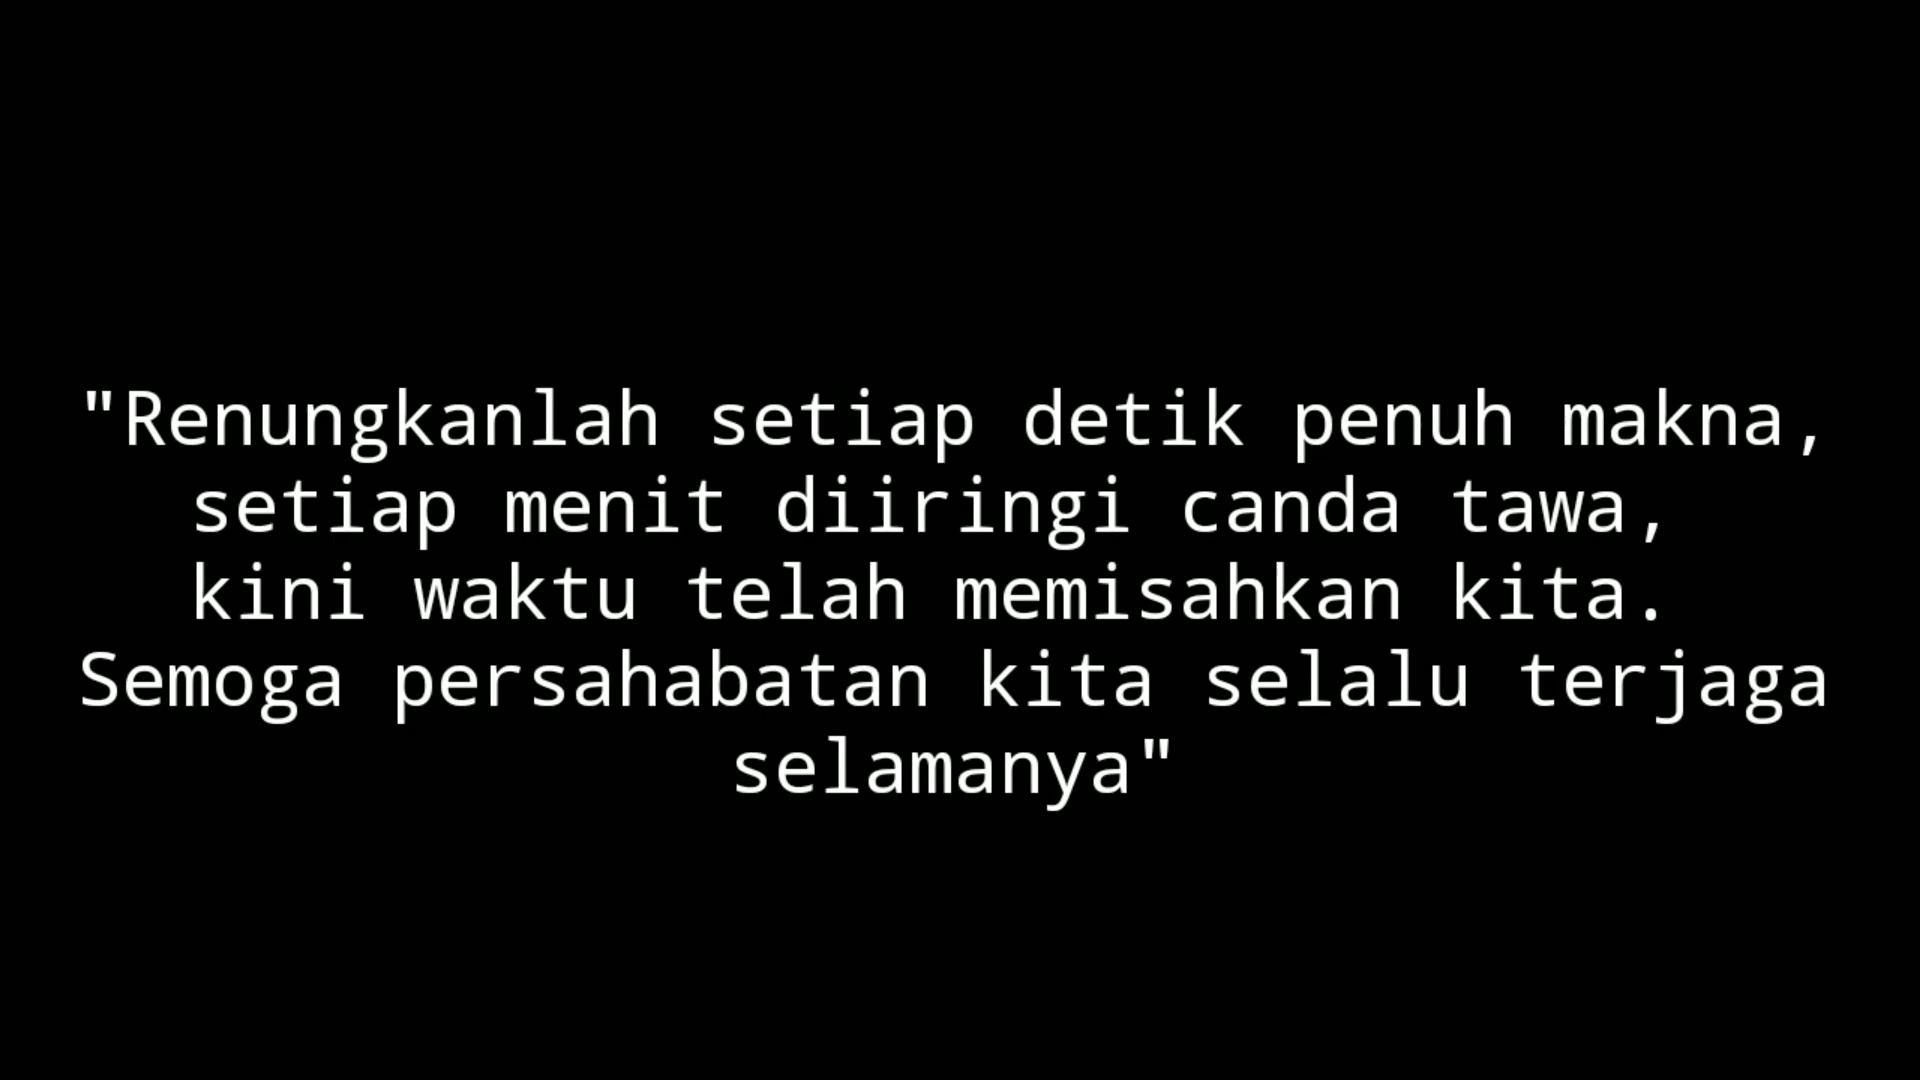 "Renungkanlah setiap detik penuh makna,
setiap menit diiringi canda tawa,
kini waktu telah memisahkan kita.
Semoga persahabatan kita selalu terjaga
selamanya"